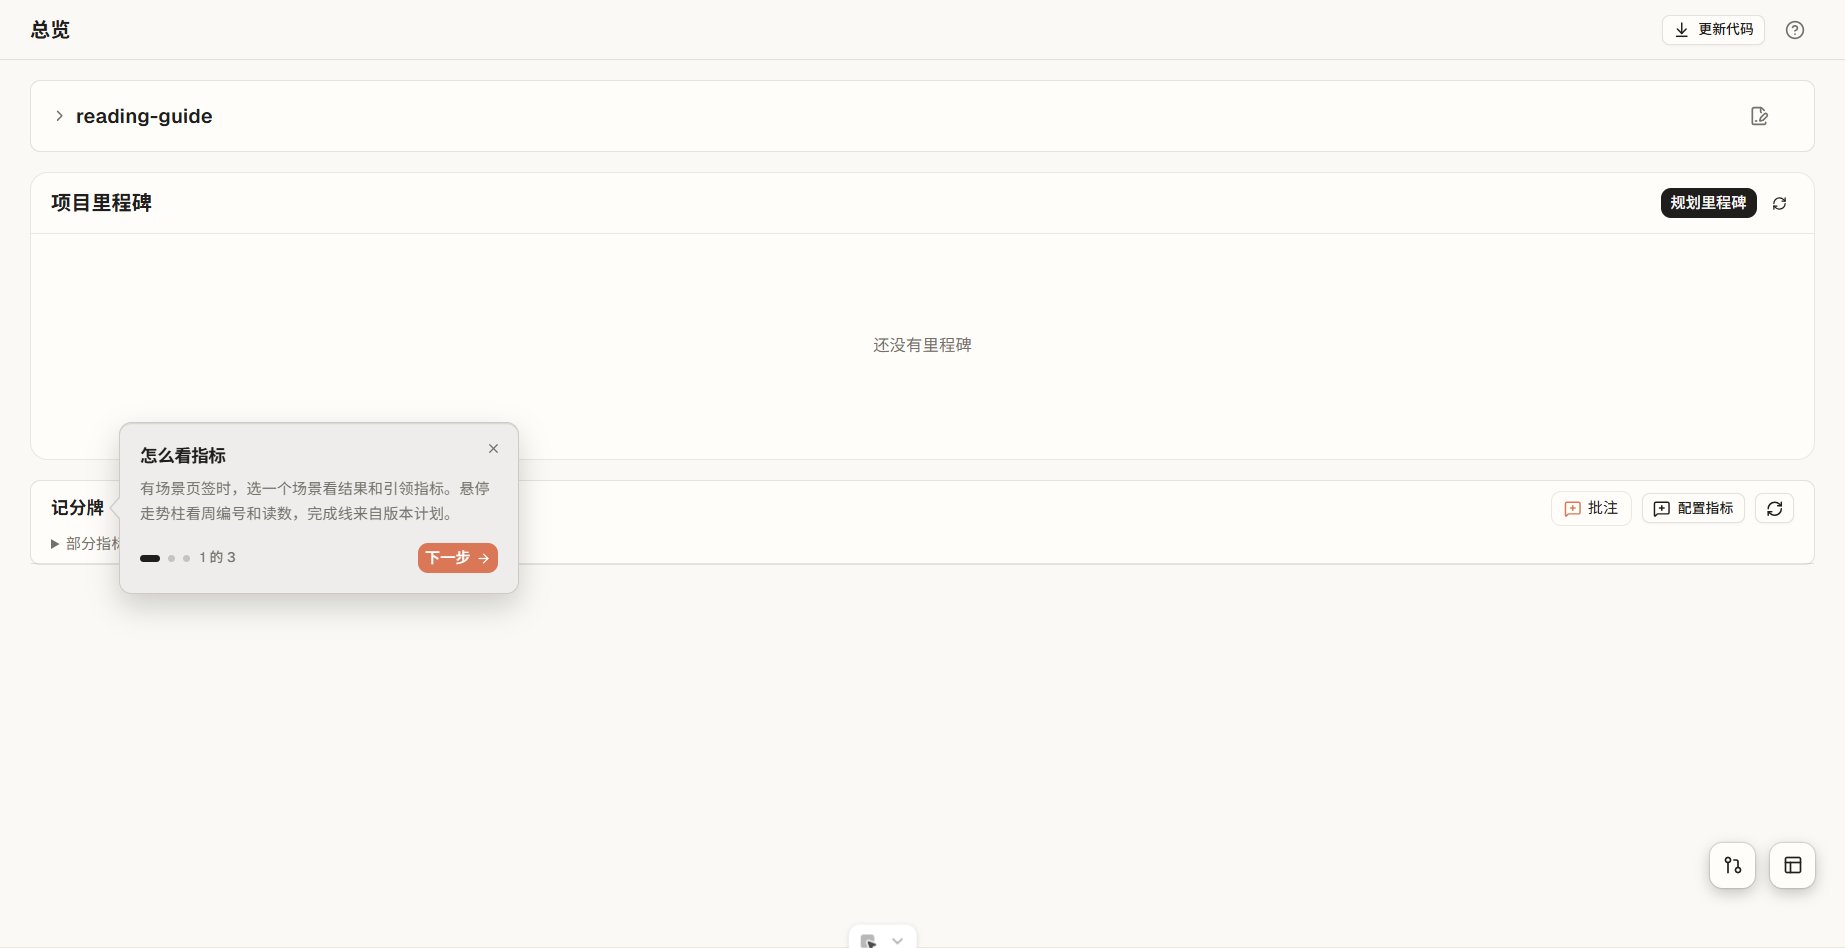 总览
更新代码
reading-guide
项目里程碑
规划里程碑
还没有里程碑
怎么看指标
有场景页签时，选一个场景看结果和引领指标。悬停
走势柱看周编号和读数，完成线来自版本计划。
1 的 3
下一步
记分牌
部分指标
批注
配置指标